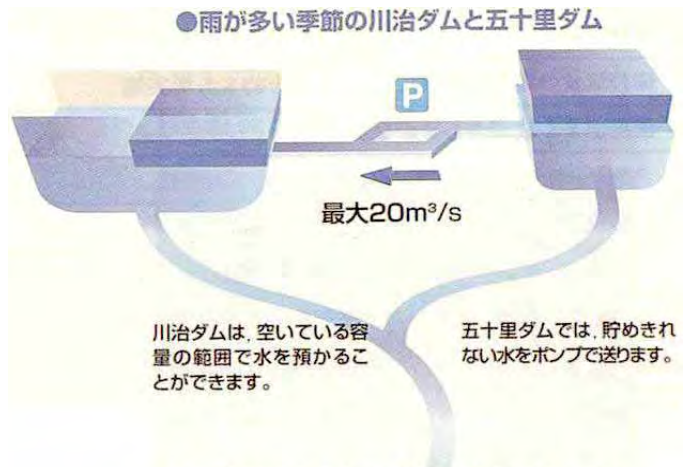 ●雨が多い季節の川治ダムと五十里ダム
P
最大20m³/s
川治ダムは,空いている容
量の範囲で水を預かるこ
とができます。
五十里ダムでは,貯めきれ
ない水をポンプで送ります。